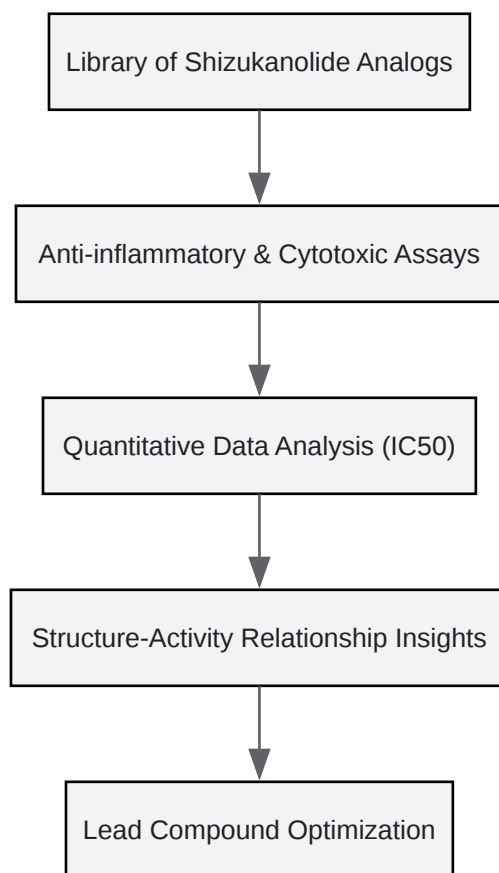 Library of Shizukanolide Analogs
Anti-inflammatory & Cytotoxic Assays
Quantitative Data Analysis (IC50)
Structure-Activity Relationship Insights
Lead Compound Optimization